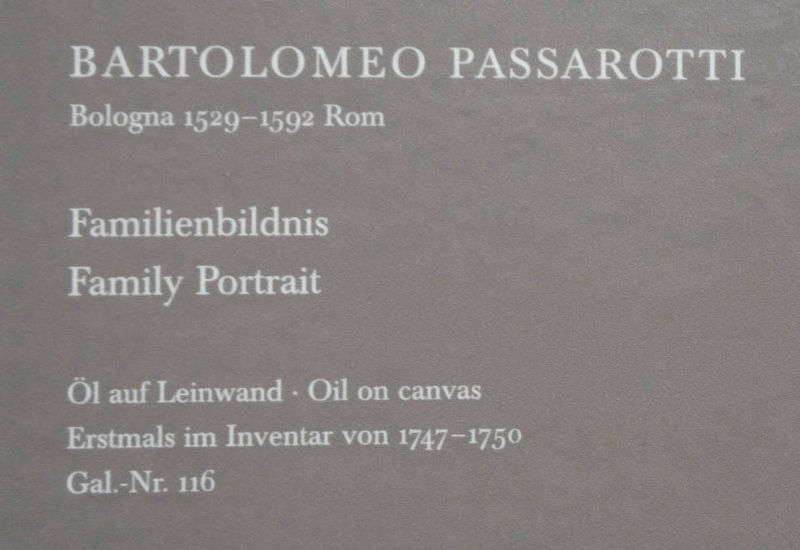 BARTOLOMEO PASSAROTTI
Bologna 1529–1592 Rom
Familienbildnis
Family Portrait
Öl auf Leinwand · Oil on canvas
Erstmals im Inventar von 1747–1750
Gal.-Nr. 116